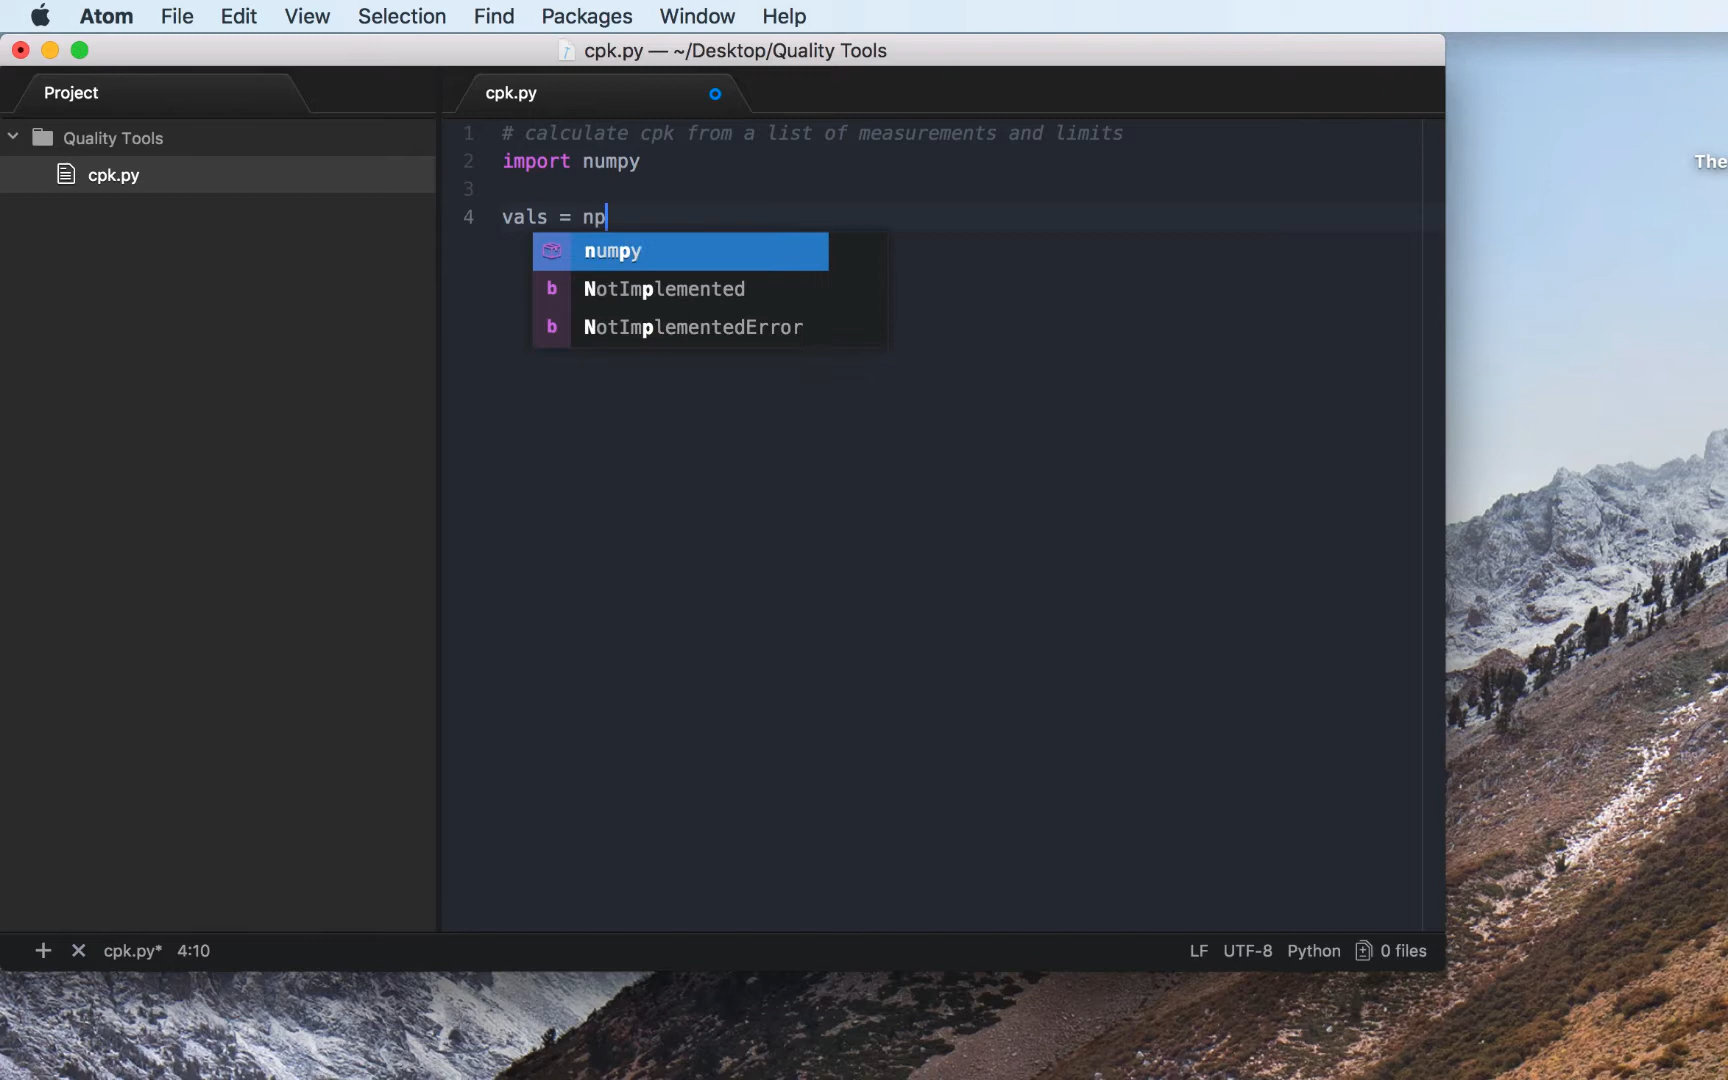 Atom File Edit View Selection Find Packages Window Help
cpk.py — ~/Desktop/Quality Tools
Project
cpk.py
Quality Tools
cpk.py
1 # calculate cpk from a list of measurements and limits
2 import numpy
3
4 vals = np
numpy
b NotImplemented
b NotImplementedError
The
+ × cpk.py* 4:10 LF UTF-8 Python 0 files